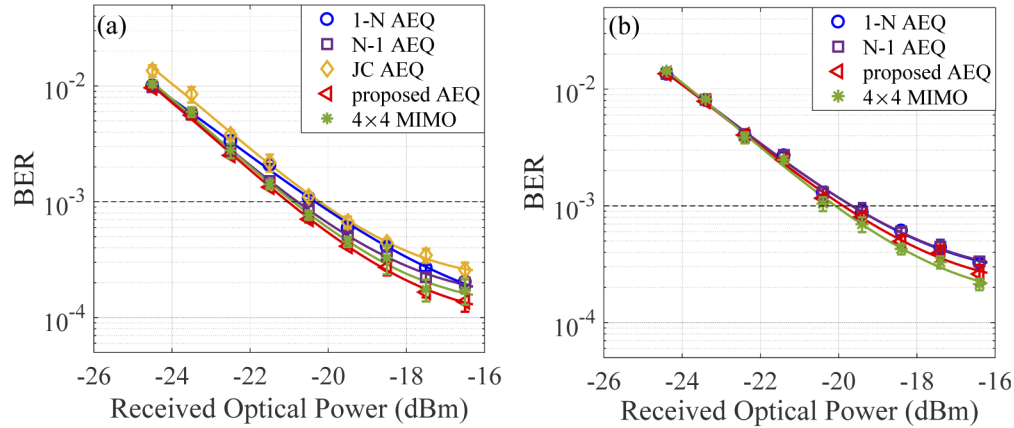 (a)
1-N AEQ
N-1 AEQ
JC AEQ
proposed AEQ
4×4 MIMO
10⁻²
10⁻³
10⁻⁴
BER
-26 -24 -22 -20 -18 -16
Received Optical Power (dBm)
(b)
1-N AEQ
N-1 AEQ
proposed AEQ
4×4 MIMO
10⁻²
10⁻³
10⁻⁴
BER
-26 -24 -22 -20 -18 -16
Received Optical Power (dBm)